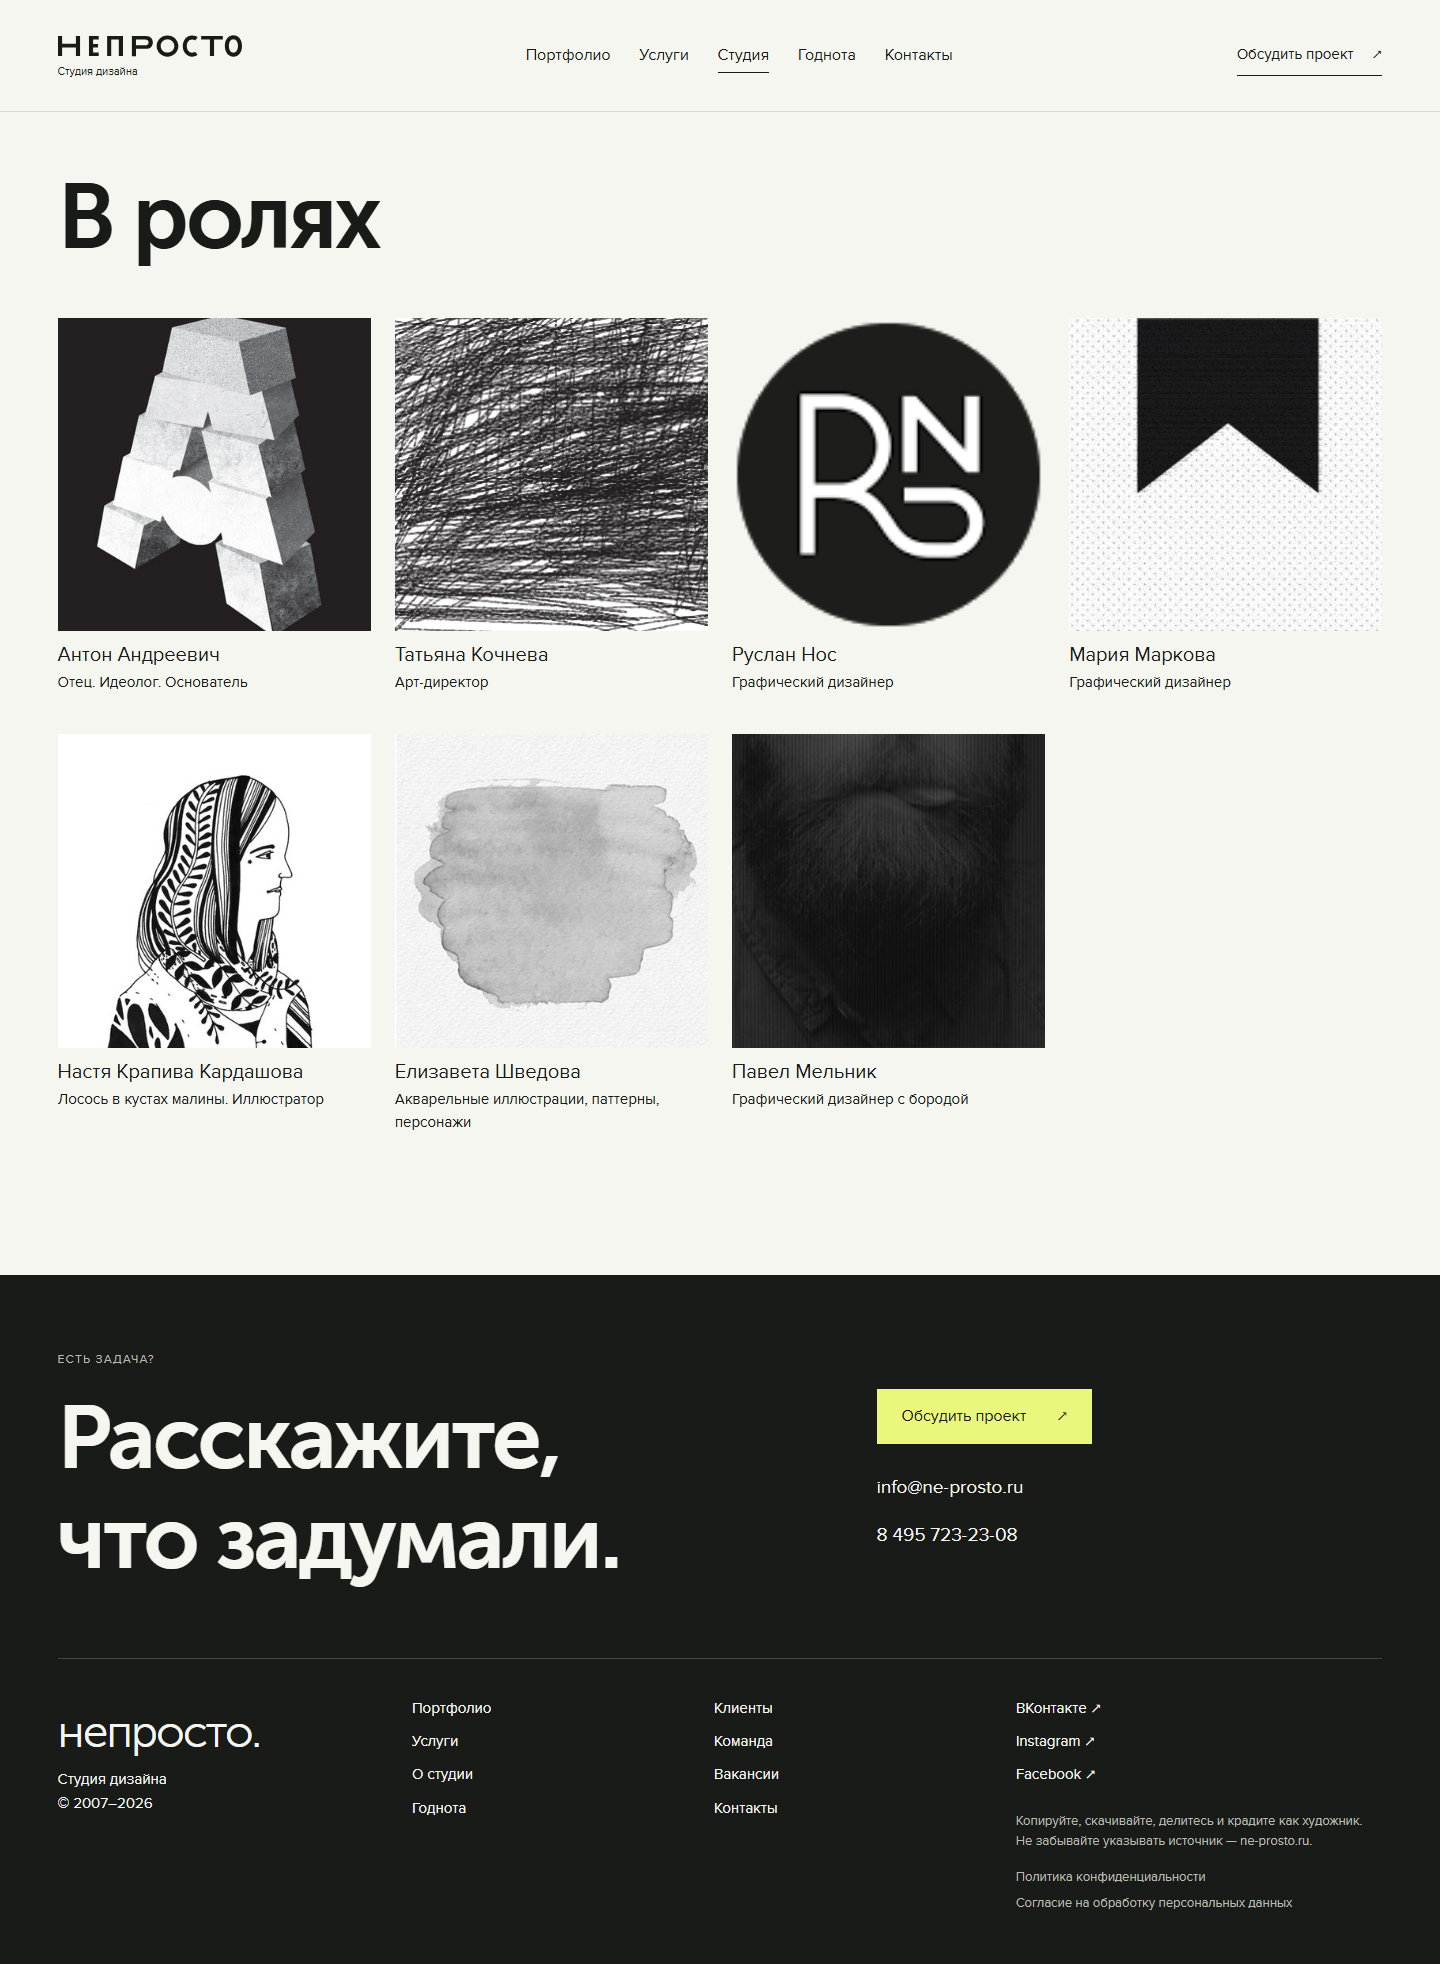 НЕПРОСТО
Студия дизайна
Портфолио Услуги Студия Годнота Контакты
Обсудить проект ↗
В ролях
RNG
Антон Андреевич
Отец. Идеолог. Основатель
Татьяна Кочнева
Арт-директор
Руслан Нос
Графический дизайнер
Мария Маркова
Графический дизайнер
Настя Крапива Кардашова
Лосось в кустах малины. Иллюстратор
Елизавета Шведова
Акварельные иллюстрации, паттерны,
персонажи
Павел Мельник
Графический дизайнер с бородой
ЕСТЬ ЗАДАЧА?
Расскажите,
что задумали.
Обсудить проект ↗
info@ne-prosto.ru
8 495 723-23-08
непросто.
Студия дизайна
© 2007–2026
Портфолио
Услуги
О студии
Годнота
Клиенты
Команда
Вакансии
Контакты
ВКонтакте ↗
Instagram ↗
Facebook ↗
Копируйте, скачивайте, делитесь и крадите как художник.
Не забывайте указывать источник — ne-prosto.ru.
Политика конфиденциальности
Согласие на обработку персональных данных